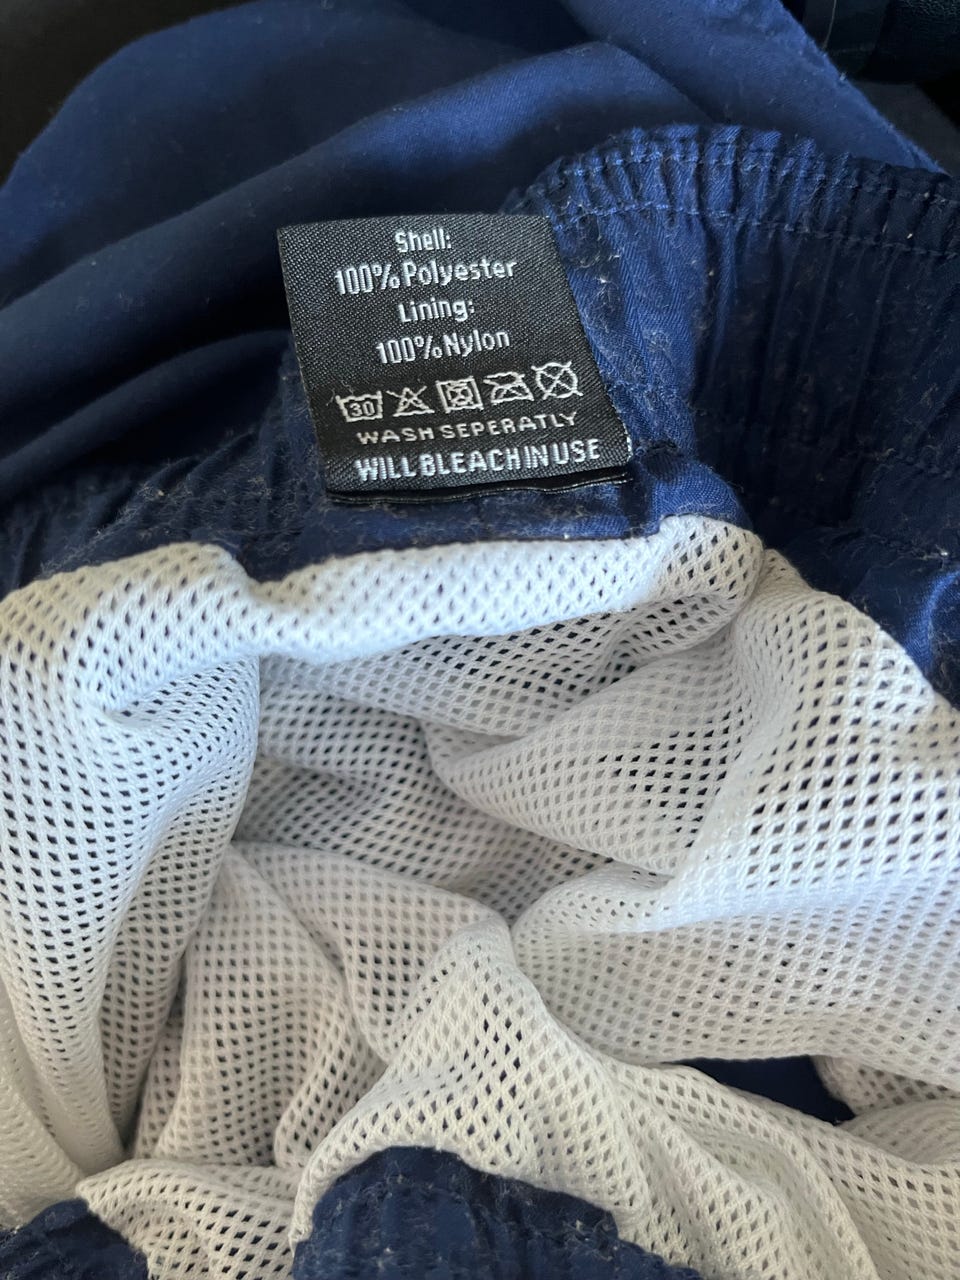 Shell:
100% Polyester
Lining:
100% Nylon
30
WASH SEPERATLY
WILL BLEACH IN USE